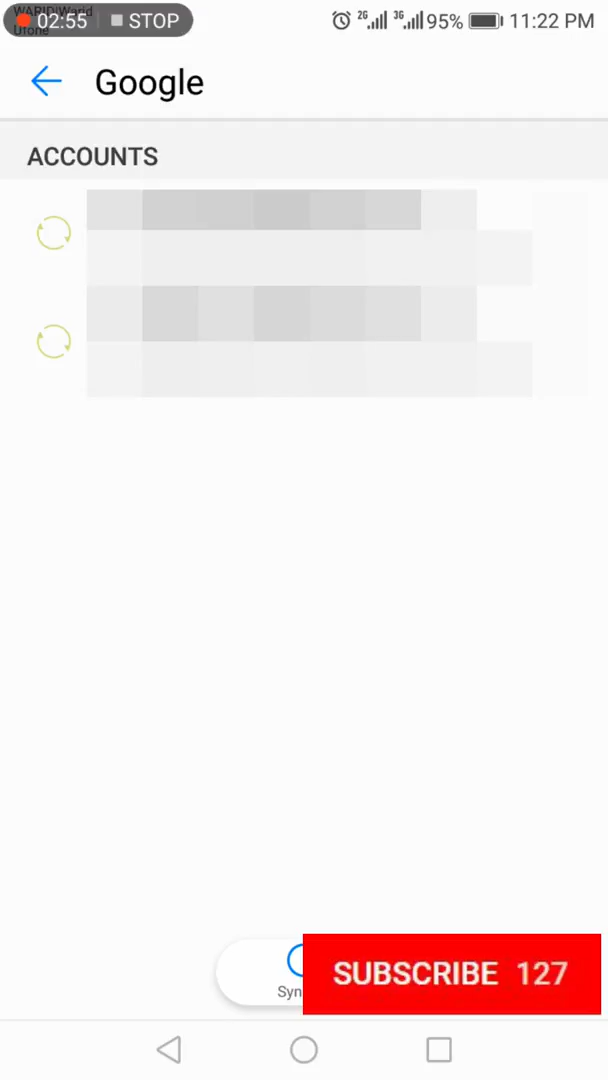 WARID|Warid
Ufone
02:55 STOP
2G 3G 95% 11:22 PM
Google
ACCOUNTS
Syn
SUBSCRIBE 127